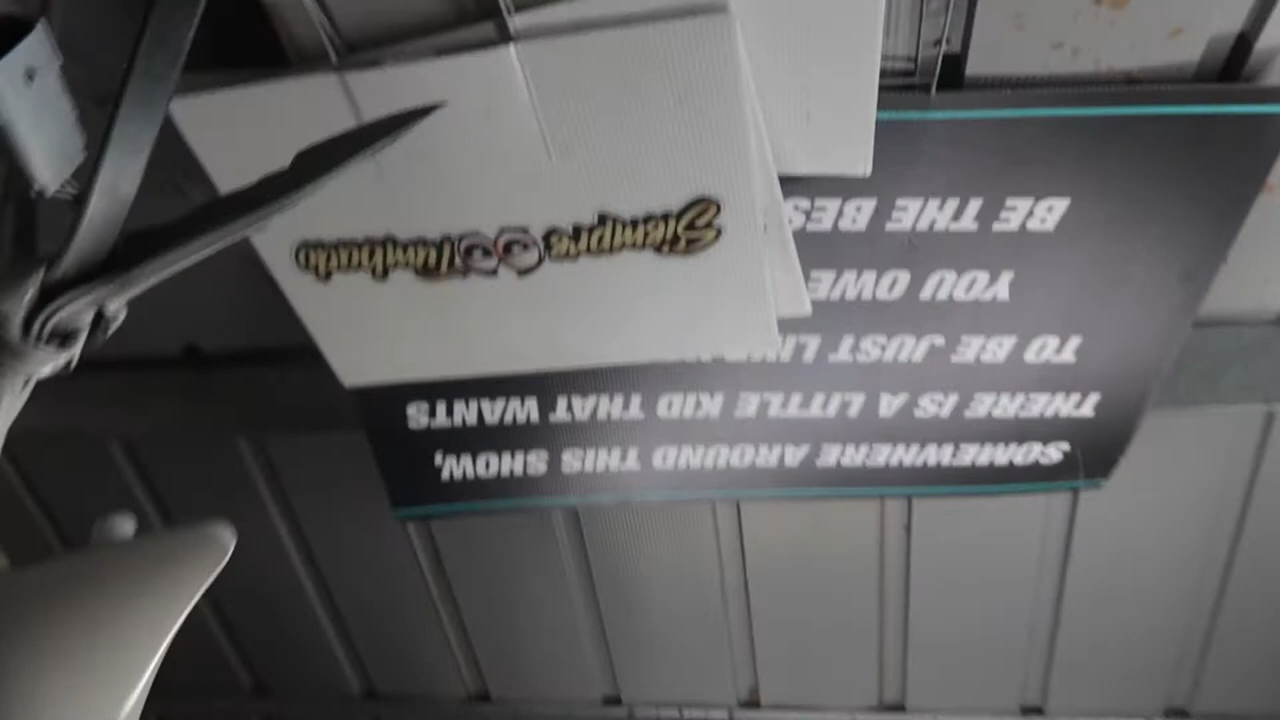 SOMEWHERE AROUND THIS SHOW,
THERE IS A LITTLE KID THAT WANTS
TO BE JUST
YOU OWE
BE THE
Siempre Tumbado